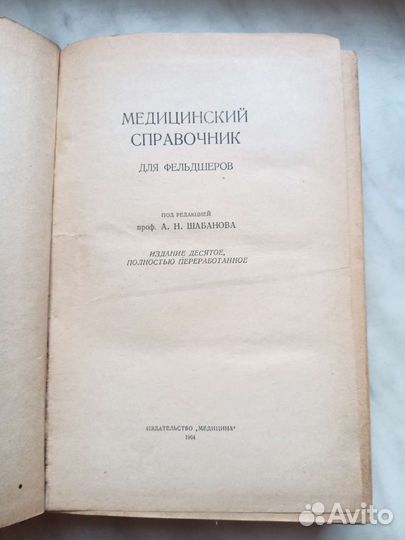 МЕДИЦИНСКИЙ
СПРАВОЧНИК
ДЛЯ ФЕЛЬДШЕРОВ
ПОД РЕДАКЦИЕЙ
проф. А. Н. ШАБАНОВА
ИЗДАНИЕ ДЕСЯТОЕ,
ПОЛНОСТЬЮ ПЕРЕРАБОТАННОЕ
ИЗДАТЕЛЬСТВО „МЕДИЦИНА"
1964
Avito